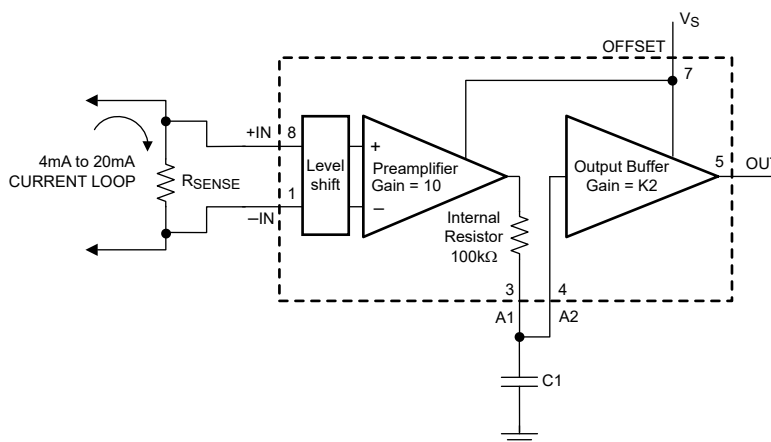 VS
OFFSET
7
+IN
8
4mA to 20mA
CURRENT LOOP
RSENSE
Level
shift
+
–
Preamplifier
Gain = 10
Output Buffer
Gain = K2
5
OUT
1
–IN
Internal
Resistor
100kΩ
3
4
A1
A2
C1